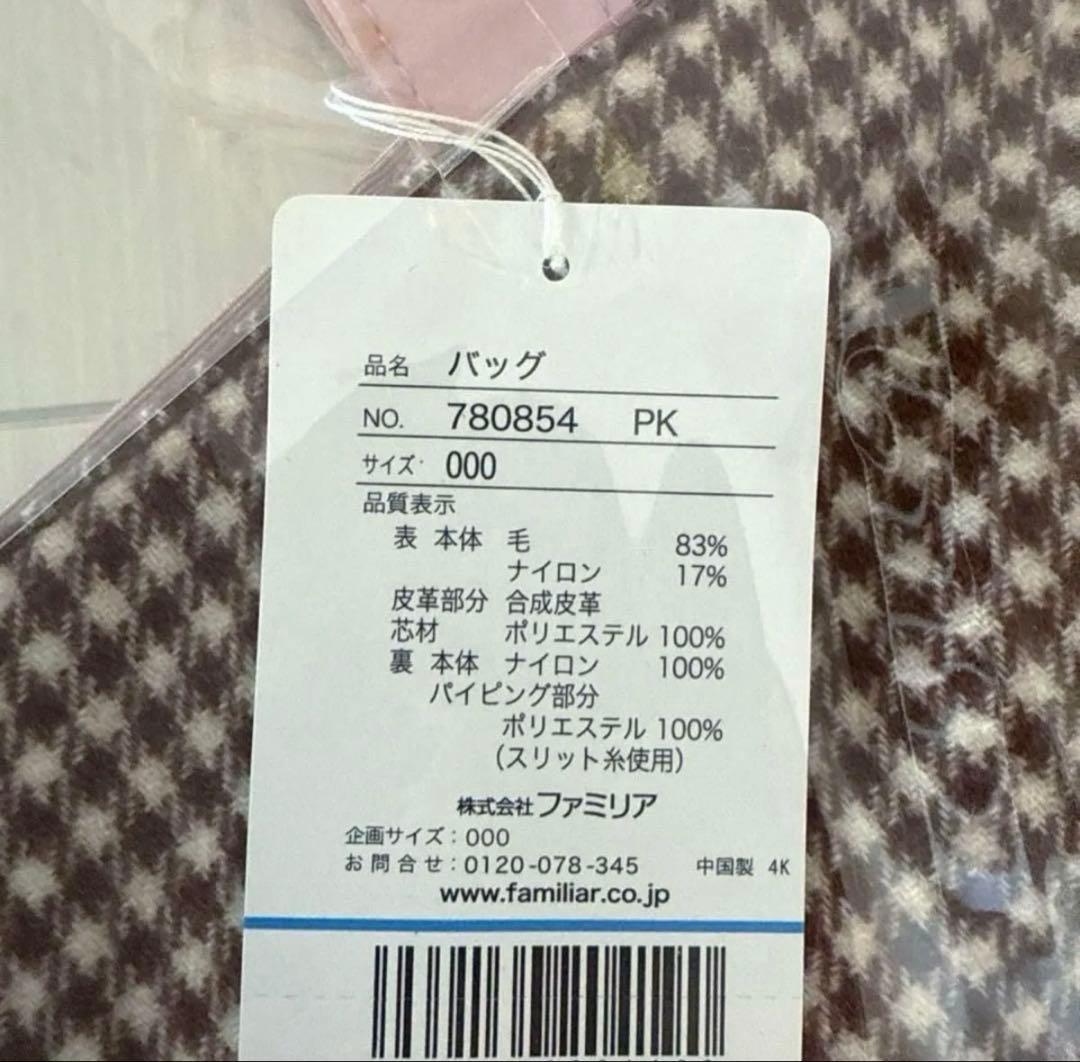 品名 バッグ
NO. 780854 PK
サイズ 000
品質表示
表 本体 毛 83%
ナイロン 17%
皮革部分 合成皮革
芯材 ポリエステル 100%
裏 本体 ナイロン 100%
パイピング部分
ポリエステル 100%
(スリット糸使用)
株式会社ファミリア
企画サイズ:000
お問合せ:0120-078-345 中国製 4K
www.familiar.co.jp